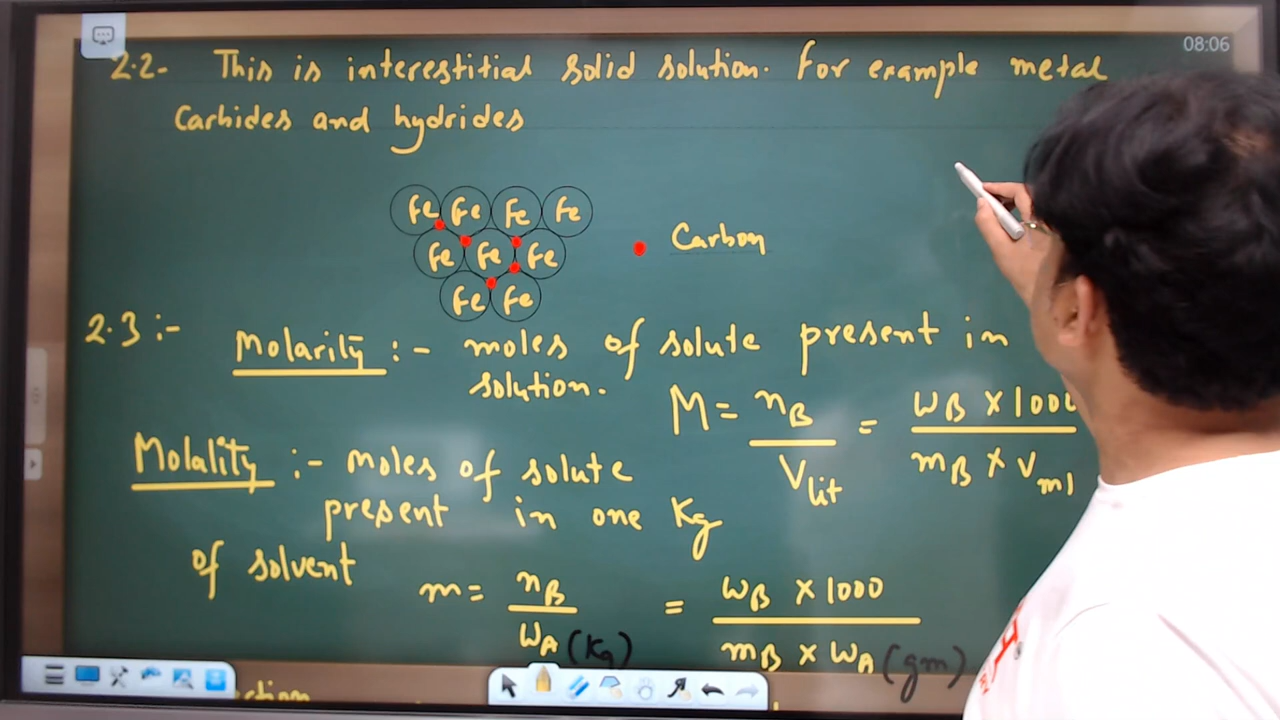 08:06
2.2- This is interestitial solid solution. For example metal
Carbides and hydrides
Fe Fe Fe Fe
Fe Fe Fe
Carbon
Fe Fe
2.3:-
Molarity :- moles of solute present in
solution.
M = nB / Vlit = WB × 1000 / mB × Vml
Molality :- moles of solute
present in one Kg
of solvent
m = nB / WA (Kg) = WB × 1000 / mB × WA (gm)